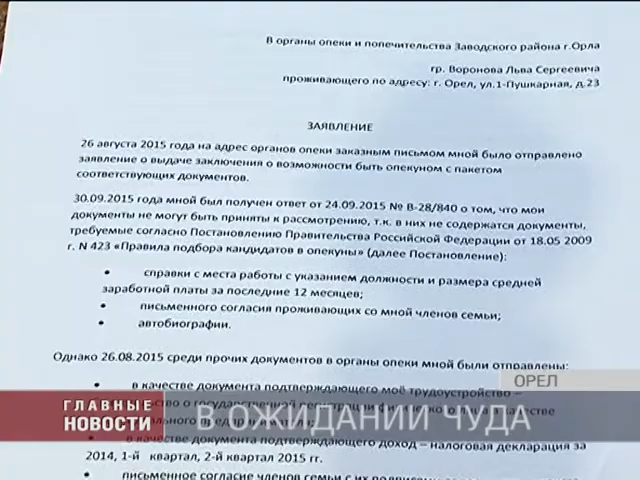 В органы опеки и попечительства Заводского района г.Орла
гр. Воронова Льва Сергеевича
проживающего по адресу: г. Орел, ул.1-Пушкарная, д.23
ЗАЯВЛЕНИЕ
26 августа 2015 года на адрес органов опеки заказным письмом мной было отправлено
заявление о выдаче заключения о возможности быть опекуном с пакетом
соответствующих документов.
30.09.2015 года мной был получен ответ от 24.09.2015 № В-28/840 о том, что мои
документы не могут быть приняты к рассмотрению, т.к. в них не содержатся документы,
требуемые согласно Постановлению Правительства Российской Федерации от 18.05 2009
г. N 423 «Правила подбора кандидатов в опекуны» (далее Постановление):
• справки с места работы с указанием должности и размера средней
заработной платы за последние 12 месяцев;
• письменного согласия проживающих со мной членов семьи;
• автобиографии.
Однако 26.08.2015 среди прочих документов в органы опеки мной были отправлены:
• в качестве документа подтверждающего моё трудоустройство –
о государственной регистрации
• в качестве документа подтверждающего доход – налоговая декларация за
2014, 1-й квартал, 2-й квартал 2015 гг.
• письменное согласие членов семьи с их
ОРЕЛ
ГЛАВНЫЕ
НОВОСТИ
В ОЖИДАНИИ ЧУДА